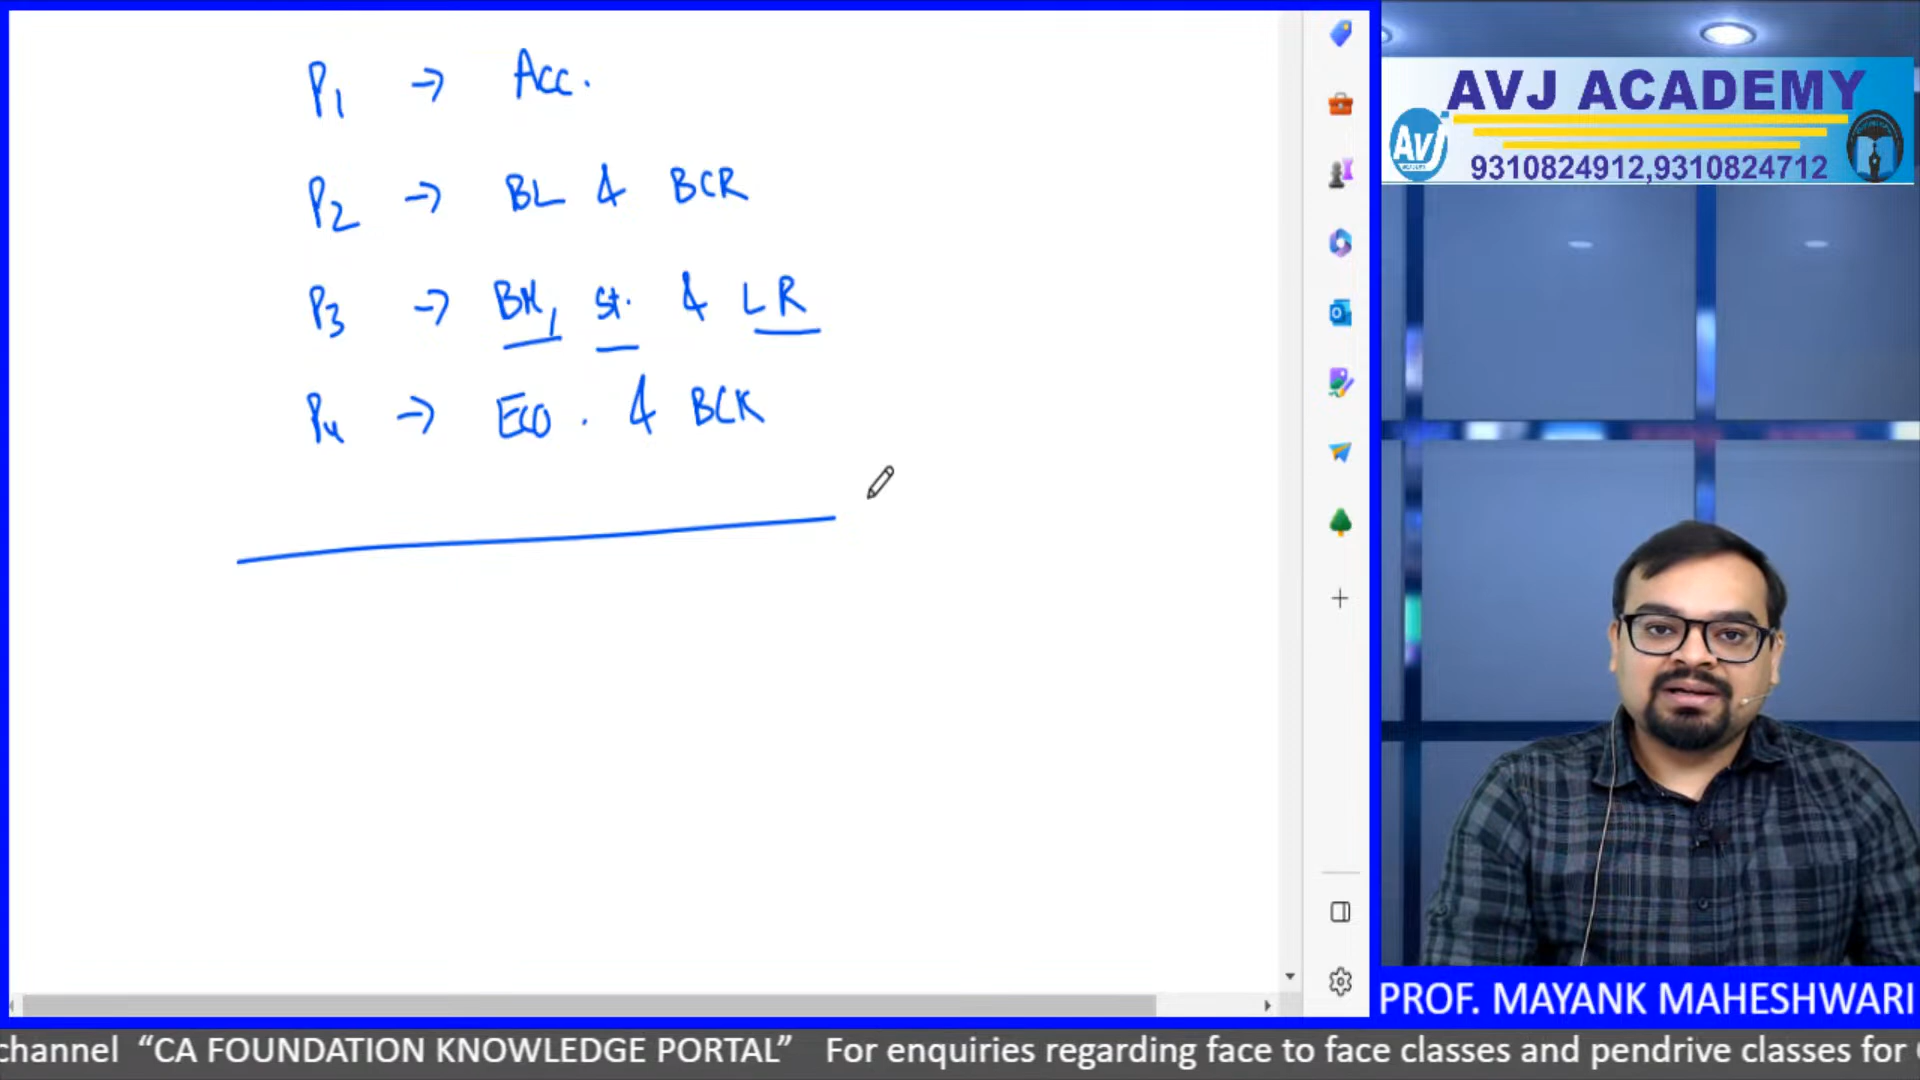 P1 → Acc.
P2 → BL & BCR
P3 → BM, St. & LR
P4 → Eco. & BCK
AVJ ACADEMY
AVJ
9310824912,9310824712
PROF. MAYANK MAHESHWARI
channel “CA FOUNDATION KNOWLEDGE PORTAL” For enquiries regarding face to face classes and pendrive classes for